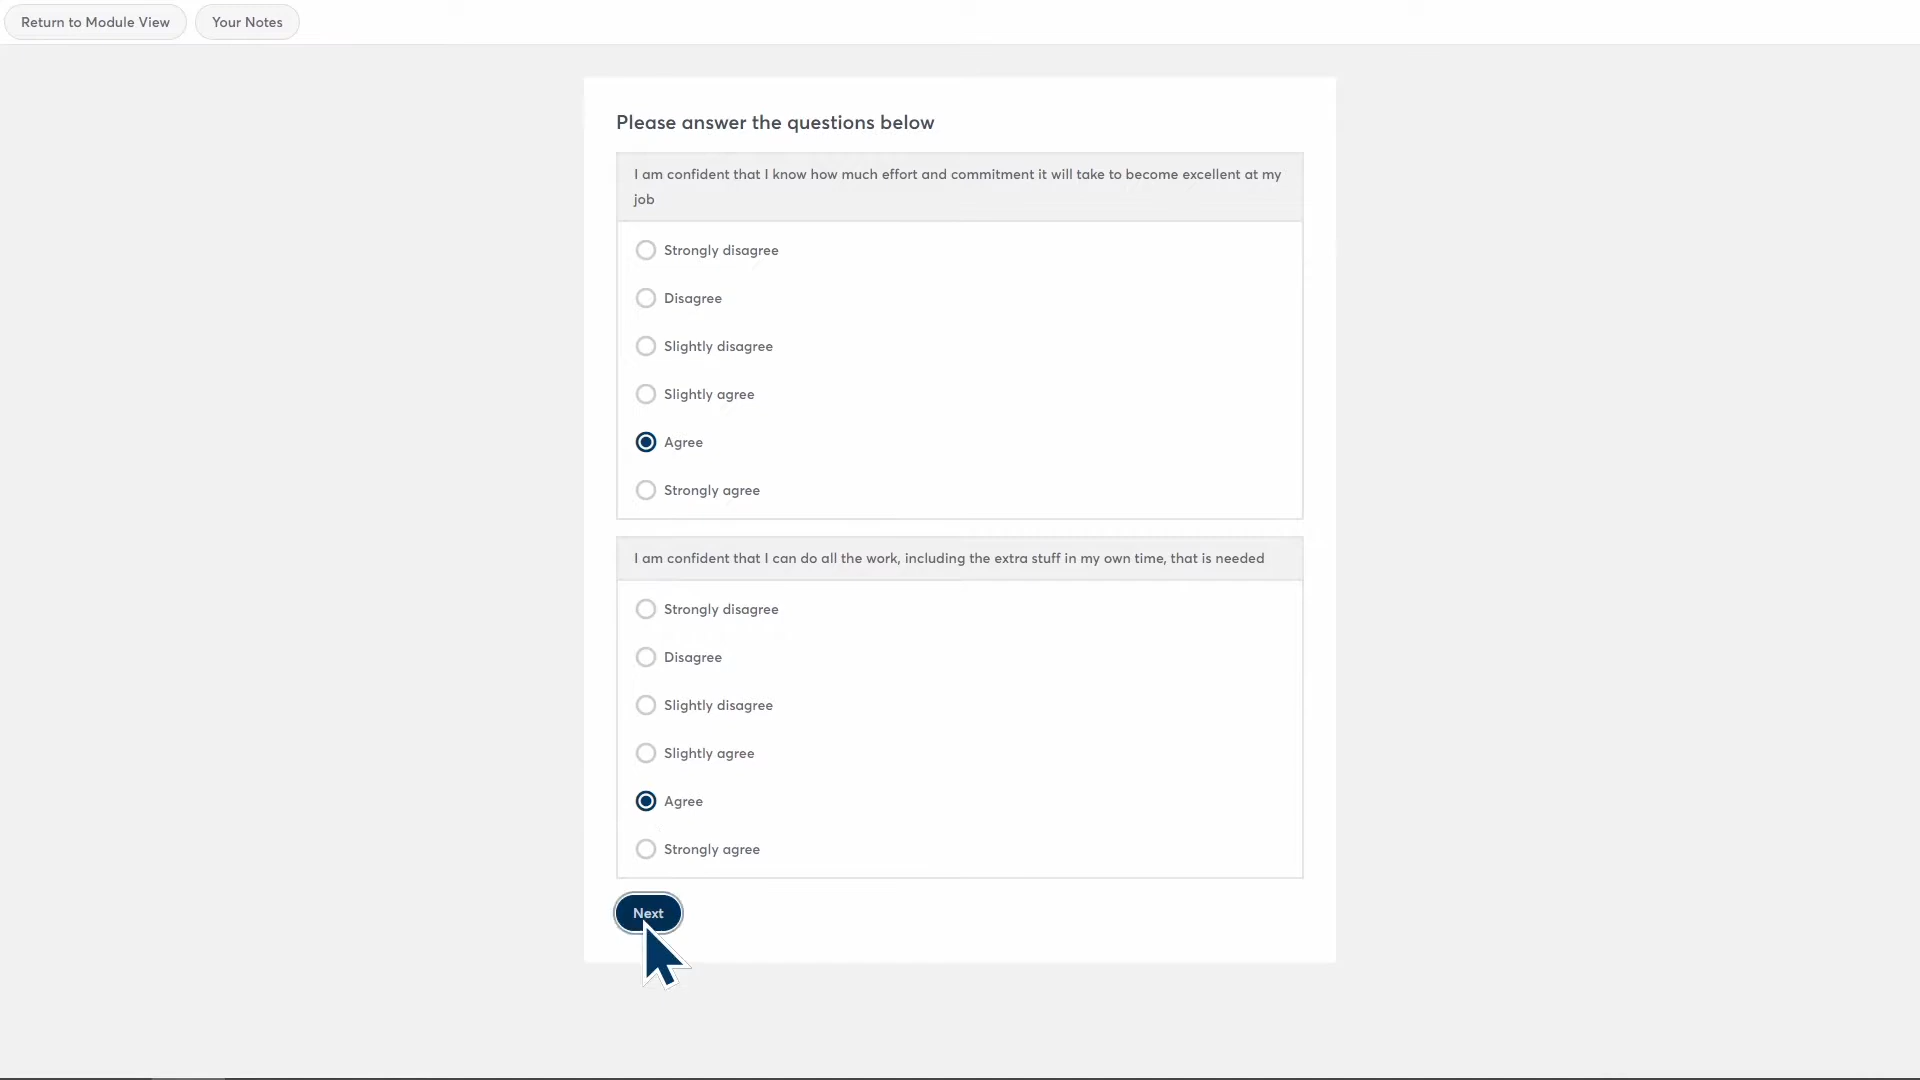 Return to Module View
Your Notes
Please answer the questions below
I am confident that I know how much effort and commitment it will take to become excellent at my
job
Strongly disagree
Disagree
Slightly disagree
Slightly agree
Agree
Strongly agree
I am confident that I can do all the work, including the extra stuff in my own time, that is needed
Strongly disagree
Disagree
Slightly disagree
Slightly agree
Agree
Strongly agree
Next